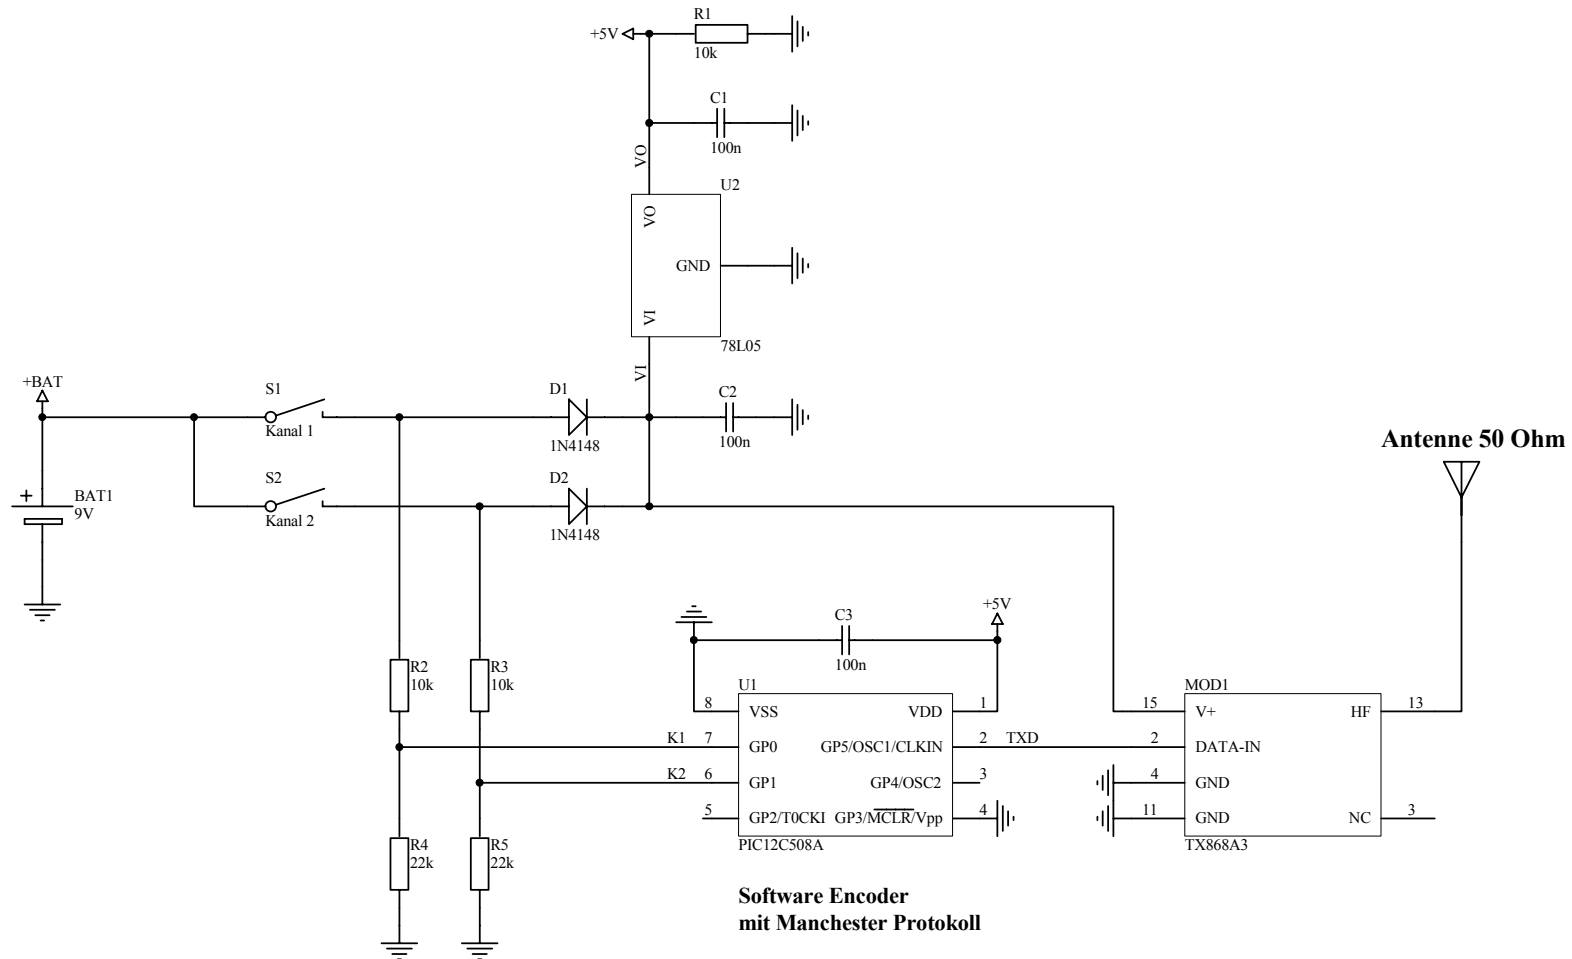 R1
+5V
10k
C1
100n
VO
U2
VO
GND
VI
78L05
VI
+BAT
S1
Kanal 1
D1
1N4148
C2
100n
Antenne 50 Ohm
S2
Kanal 2
D2
1N4148
+
BAT1
9V
C3
100n
+5V
R2
10k
R3
10k
U1
8 VSS VDD 1
K1 7 GP0 GP5/OSC1/CLKIN 2 TXD
K2 6 GP1 GP4/OSC2 3
5 GP2/T0CKI GP3/MCLR/Vpp 4
PIC12C508A
MOD1
15 V+ HF 13
2 DATA-IN
4 GND
11 GND NC 3
TX868A3
R4
22k
R5
22k
Software Encoder
mit Manchester Protokoll